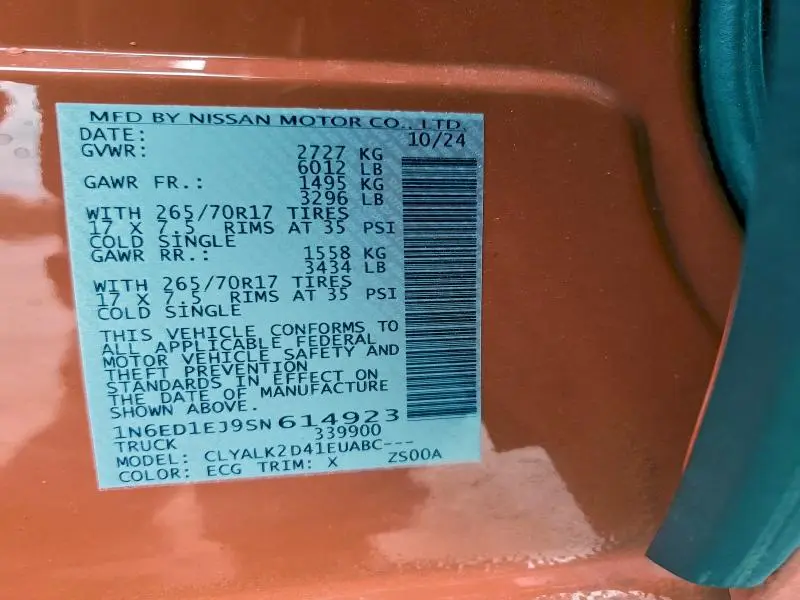 MFD BY NISSAN MOTOR CO., LTD.
DATE: 10/24
GVWR: 2727 KG
6012 LB
GAWR FR.: 1495 KG
3296 LB
WITH 265/70R17 TIRES
17 X 7.5 RIMS AT 35 PSI
COLD SINGLE
GAWR RR.: 1558 KG
3434 LB
WITH 265/70R17 TIRES
17 X 7.5 RIMS AT 35 PSI
COLD SINGLE
THIS VEHICLE CONFORMS TO
ALL APPLICABLE FEDERAL
MOTOR VEHICLE SAFETY AND
THEFT PREVENTION
STANDARDS IN EFFECT ON
THE DATE OF MANUFACTURE
SHOWN ABOVE.
1N6ED1EJ9SN614923
TRUCK 339900
MODEL: CLYALK2D41EUABC---
COLOR: ECG TRIM: X ZS00A